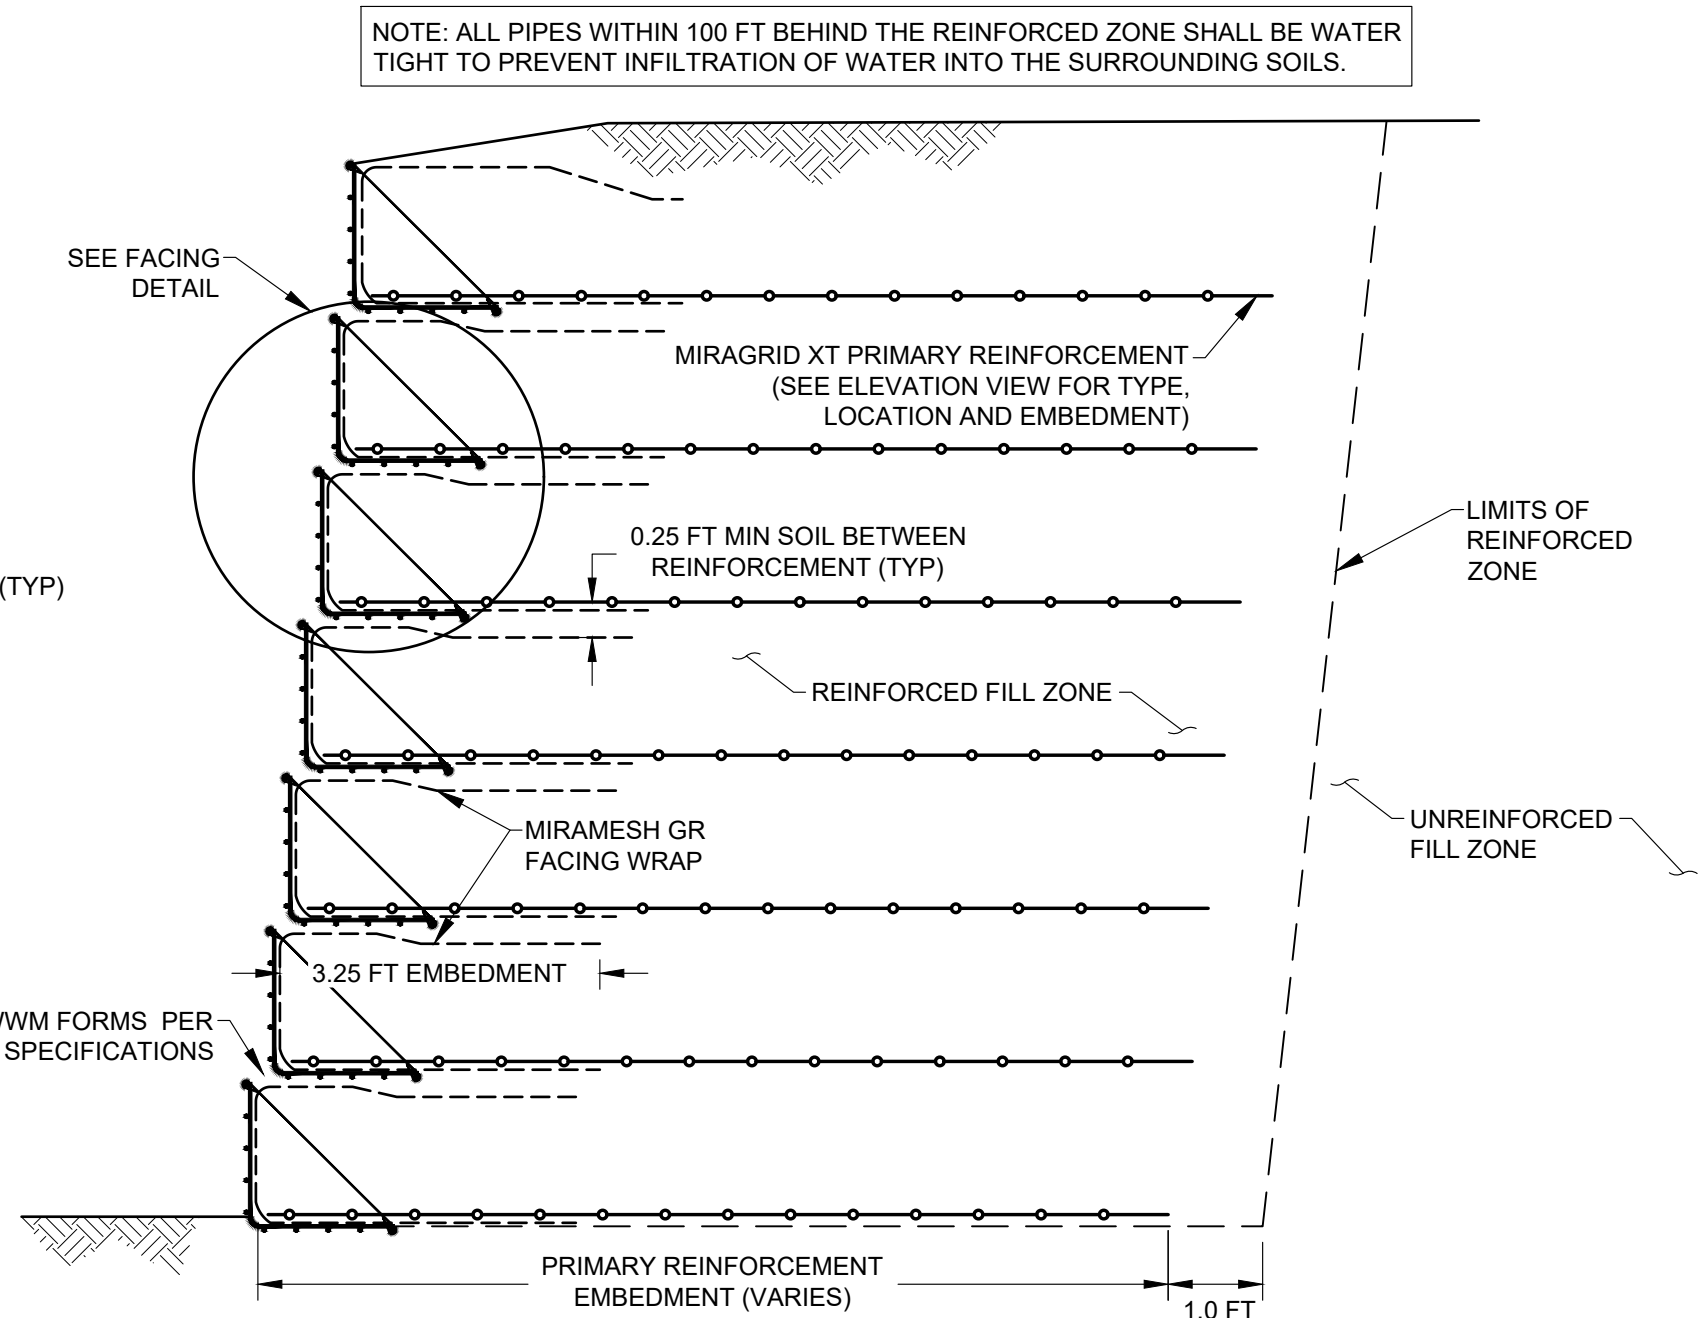 NOTE: ALL PIPES WITHIN 100 FT BEHIND THE REINFORCED ZONE SHALL BE WATER
TIGHT TO PREVENT INFILTRATION OF WATER INTO THE SURROUNDING SOILS.
SEE FACING
DETAIL
MIRAGRID XT PRIMARY REINFORCEMENT
(SEE ELEVATION VIEW FOR TYPE,
LOCATION AND EMBEDMENT)
0.25 FT MIN SOIL BETWEEN
REINFORCEMENT (TYP)
LIMITS OF
REINFORCED
ZONE
(TYP)
REINFORCED FILL ZONE
MIRAMESH GR
FACING WRAP
UNREINFORCED
FILL ZONE
3.25 FT EMBEDMENT
WWM FORMS PER
SPECIFICATIONS
PRIMARY REINFORCEMENT
EMBEDMENT (VARIES)
1.0 FT